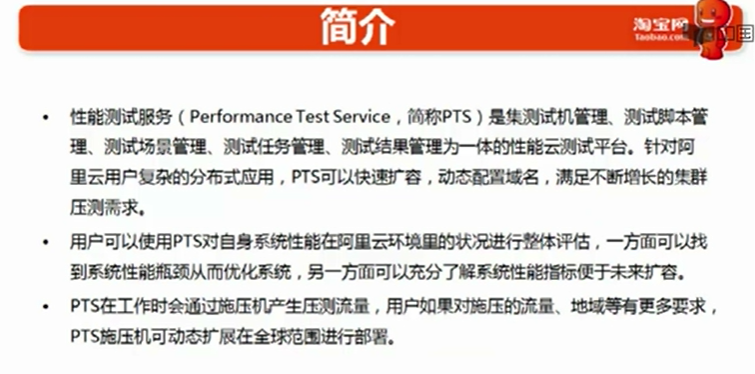 简介
淘宝网
Taobao.com
• 性能测试服务（Performance Test Service，简称PTS）是集测试机管理、测试脚本管
理、测试场景管理、测试任务管理、测试结果管理为一体的性能云测试平台。针对阿
里云用户复杂的分布式应用，PTS可以快速扩容，动态配置域名，满足不断增长的集群
压测需求。
• 用户可以使用PTS对自身系统性能在阿里云环境里的状况进行整体评估，一方面可以找
到系统性能瓶颈从而优化系统，另一方面可以充分了解系统性能指标便于未来扩容。
• PTS在工作时会通过施压机产生压测流量，用户如果对施压的流量、地域等有更多要求，
PTS施压机可动态扩展在全球范围进行部署。